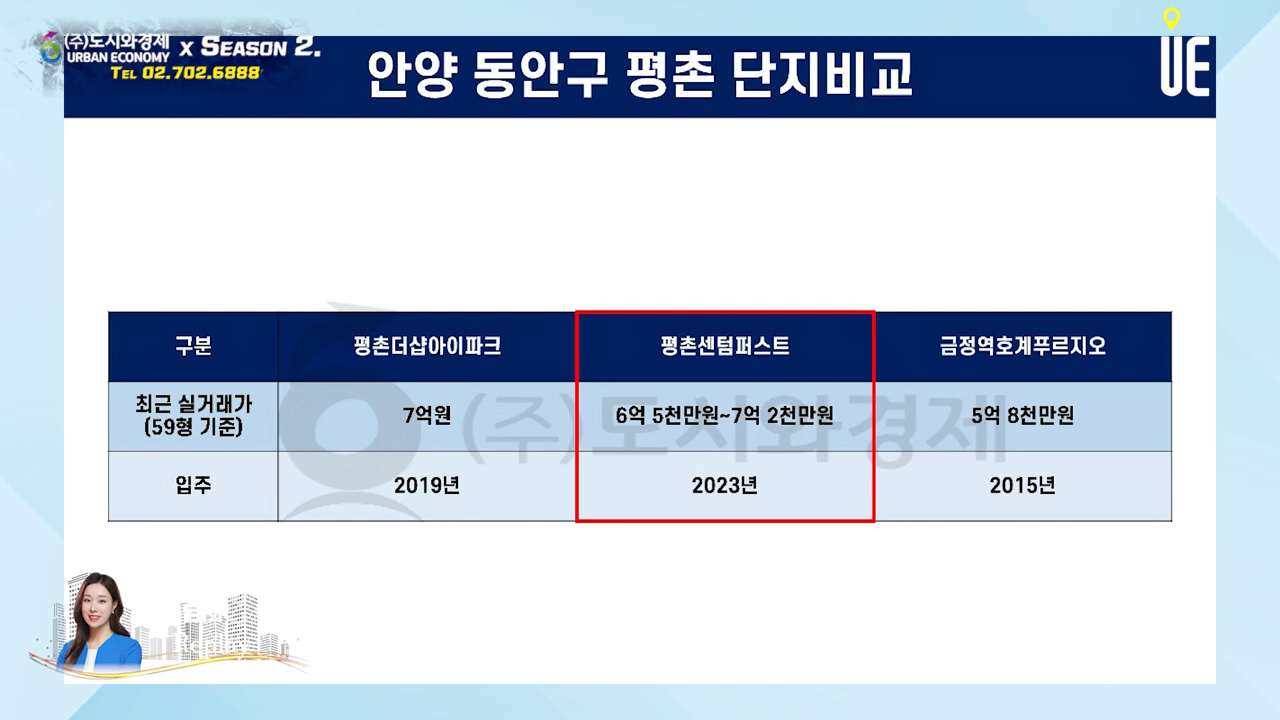 (주)도시와경제
URBAN ECONOMY
x SEASON 2.
TEL 02.702.6888
안양 동안구 평촌 단지비교
UE
구분
평촌더샵아이파크
평촌센텀퍼스트
금정역호계푸르지오
최근 실거래가
(59형 기준)
7억원
6억 5천만원~7억 2천만원
5억 8천만원
입주
2019년
2023년
2015년
(주)도시와경제